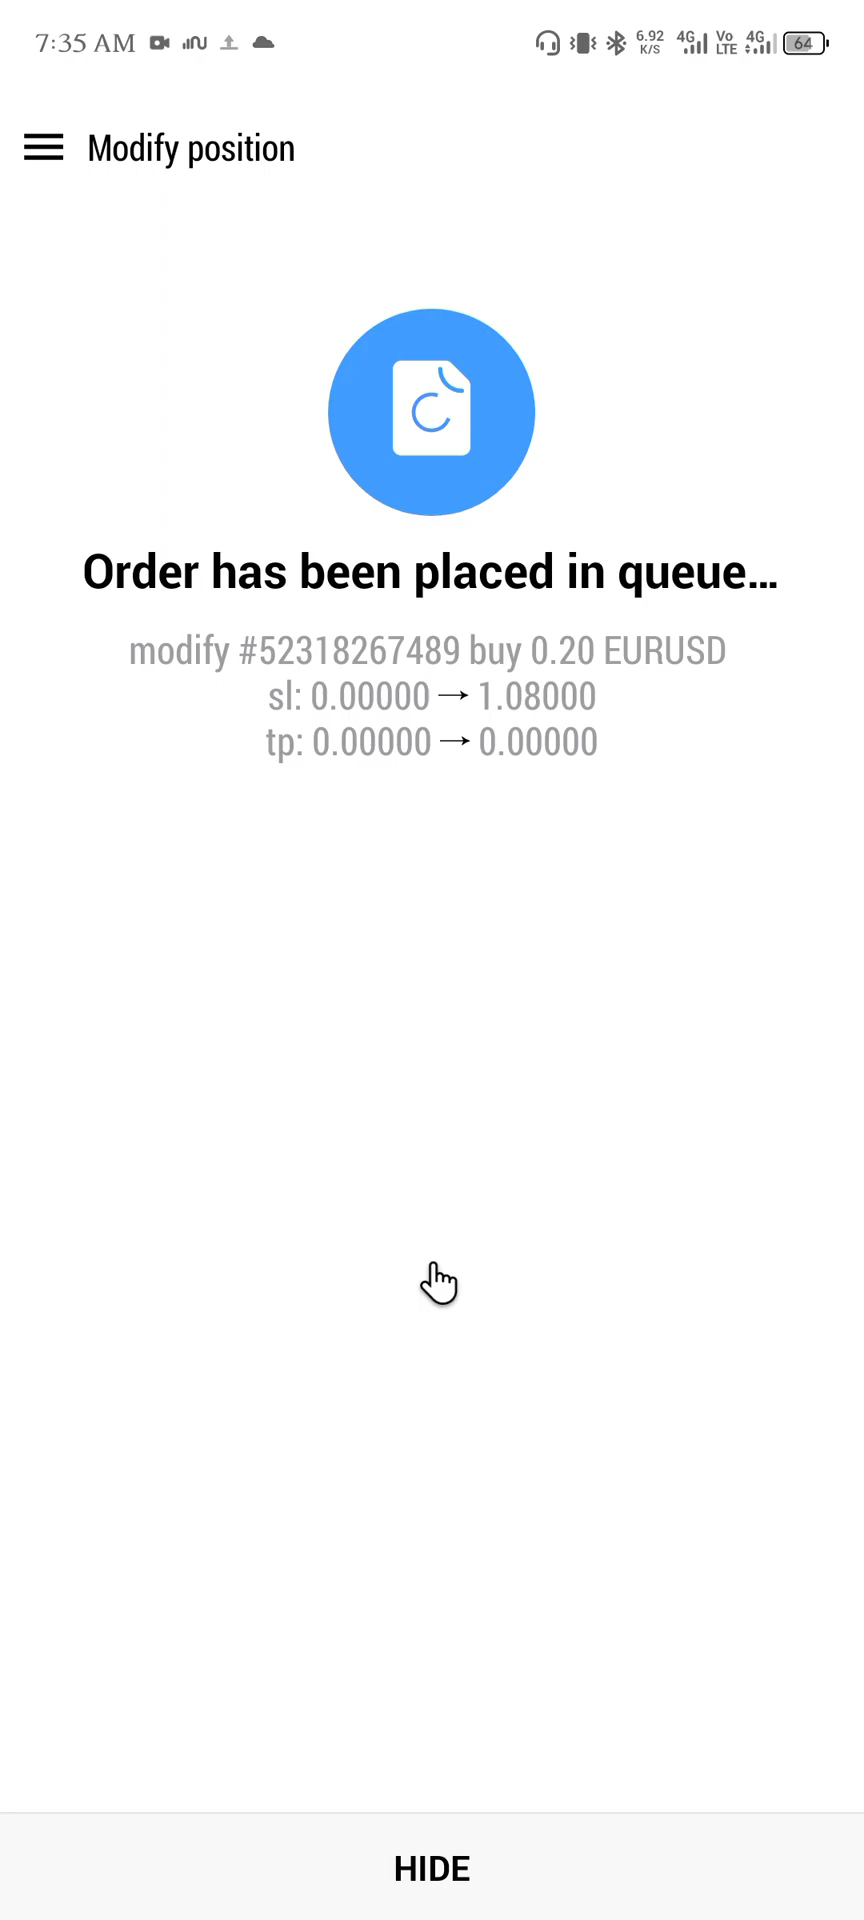 7:35 AM 6.92 K/S 4G Vo LTE 4G 64
Modify position
Order has been placed in queue...
modify #52318267489 buy 0.20 EURUSD
sl: 0.00000 → 1.08000
tp: 0.00000 → 0.00000
HIDE